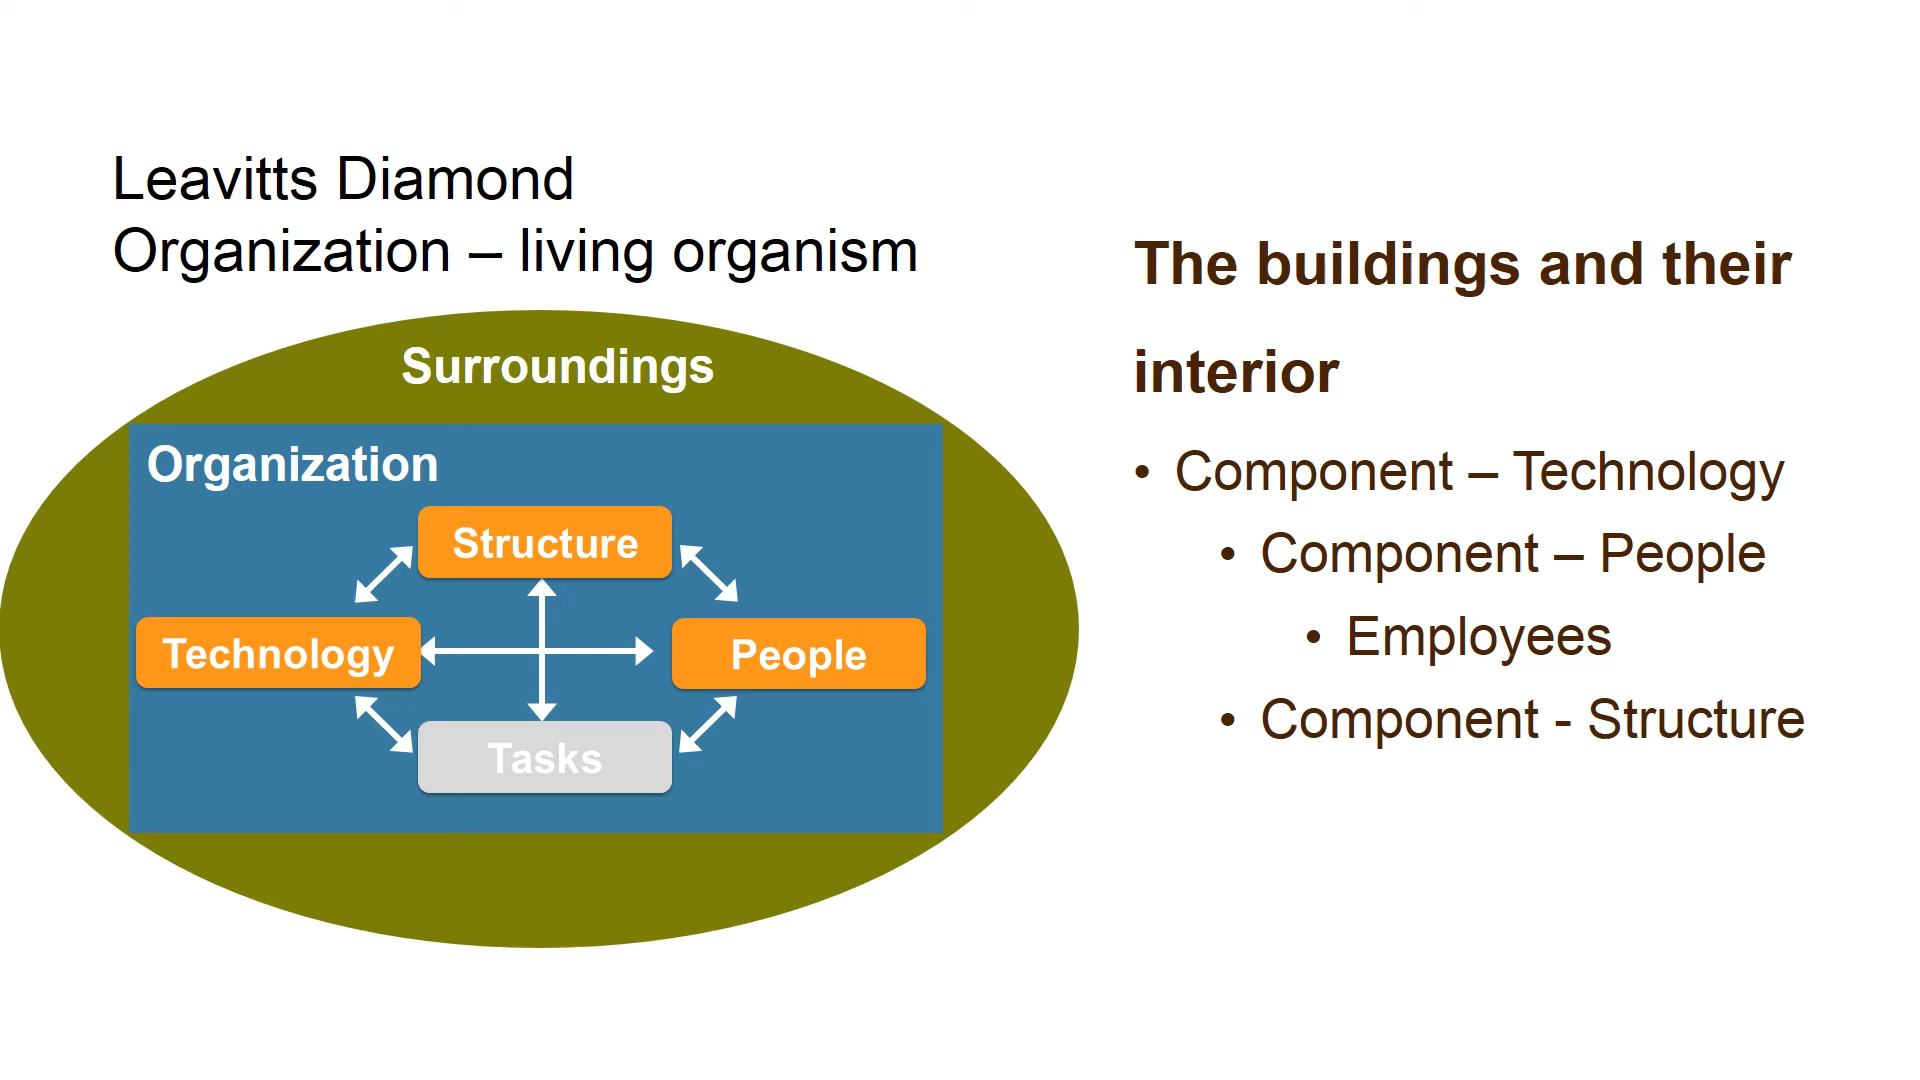 Leavitts Diamond
Organization – living organism
Surroundings
Organization
Structure
Technology
People
Tasks
The buildings and their
interior
• Component – Technology
• Component – People
• Employees
• Component - Structure